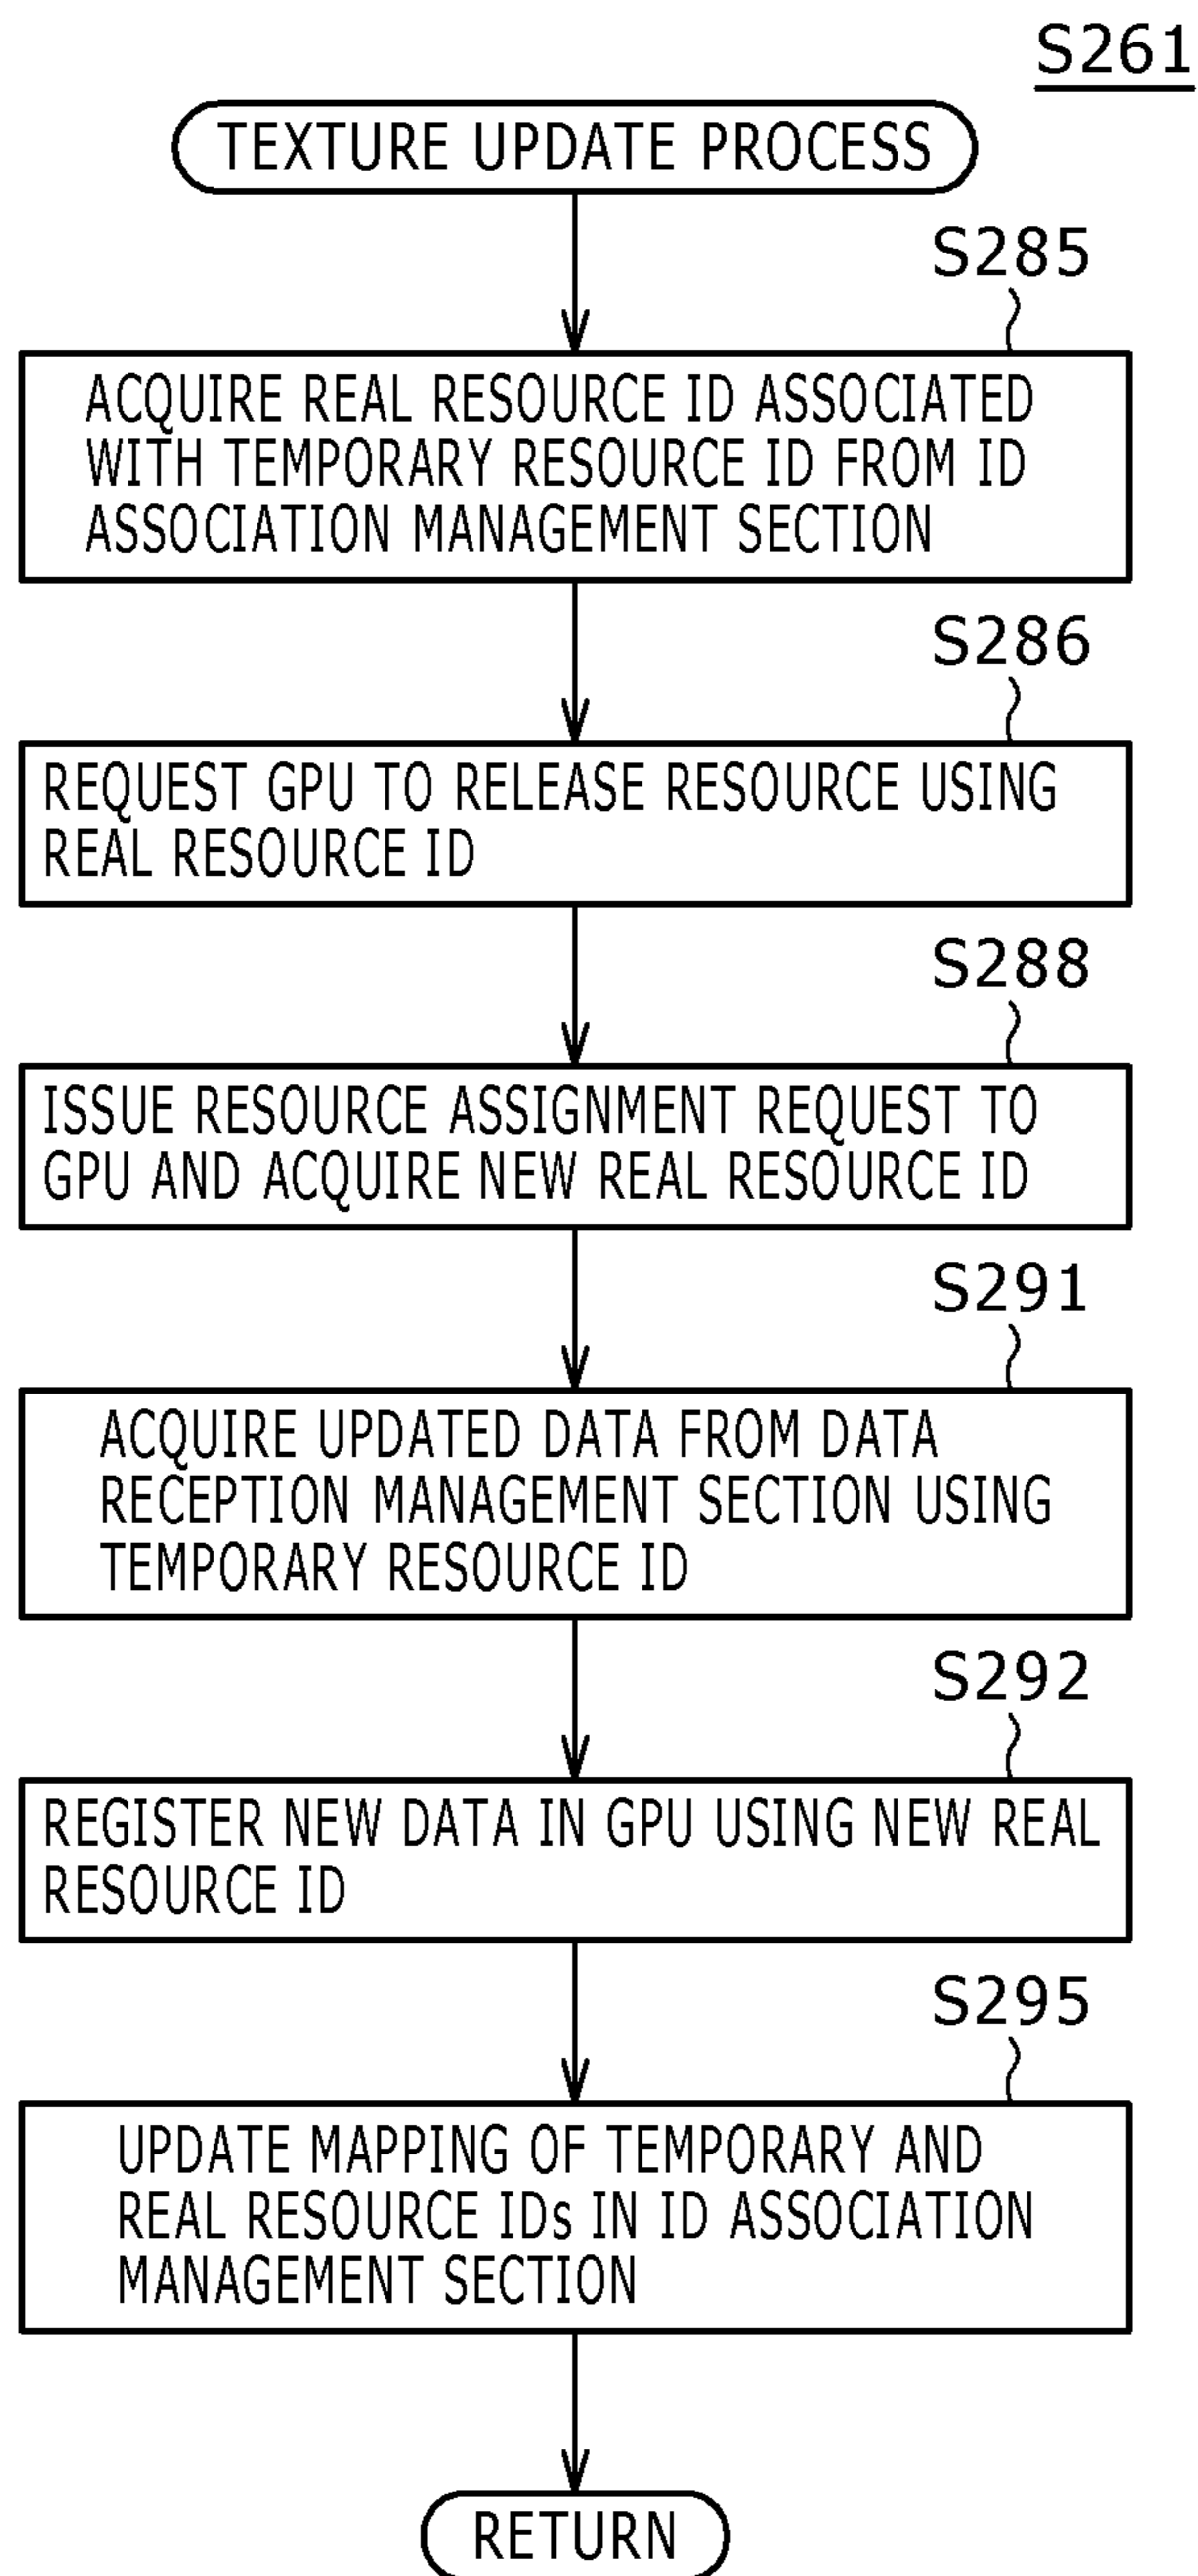 S261
TEXTURE UPDATE PROCESS
S285
ACQUIRE REAL RESOURCE ID ASSOCIATED
WITH TEMPORARY RESOURCE ID FROM ID
ASSOCIATION MANAGEMENT SECTION
S286
REQUEST GPU TO RELEASE RESOURCE USING
REAL RESOURCE ID
S288
ISSUE RESOURCE ASSIGNMENT REQUEST TO
GPU AND ACQUIRE NEW REAL RESOURCE ID
S291
ACQUIRE UPDATED DATA FROM DATA
RECEPTION MANAGEMENT SECTION USING
TEMPORARY RESOURCE ID
S292
REGISTER NEW DATA IN GPU USING NEW REAL
RESOURCE ID
S295
UPDATE MAPPING OF TEMPORARY AND
REAL RESOURCE IDs IN ID ASSOCIATION
MANAGEMENT SECTION
RETURN